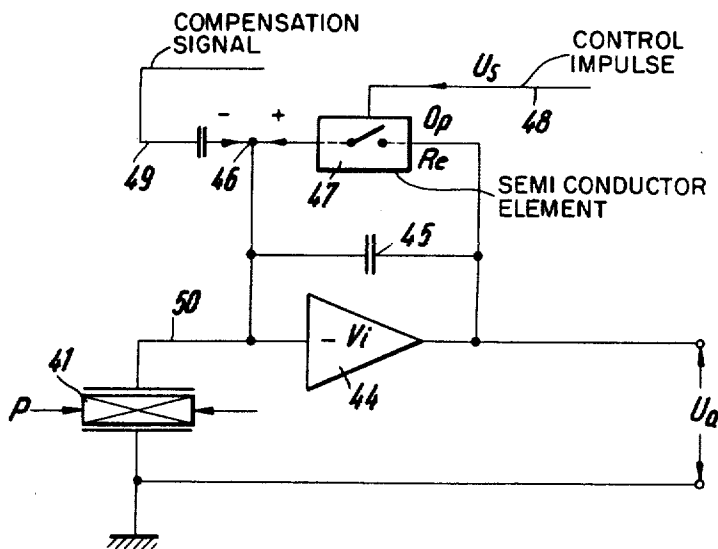 COMPENSATION
SIGNAL
CONTROL
IMPULSE
Us
48
- +
Op
49
46
47
Re
SEMI CONDUCTOR
ELEMENT
45
50
- Vi
41
44
P
Ua